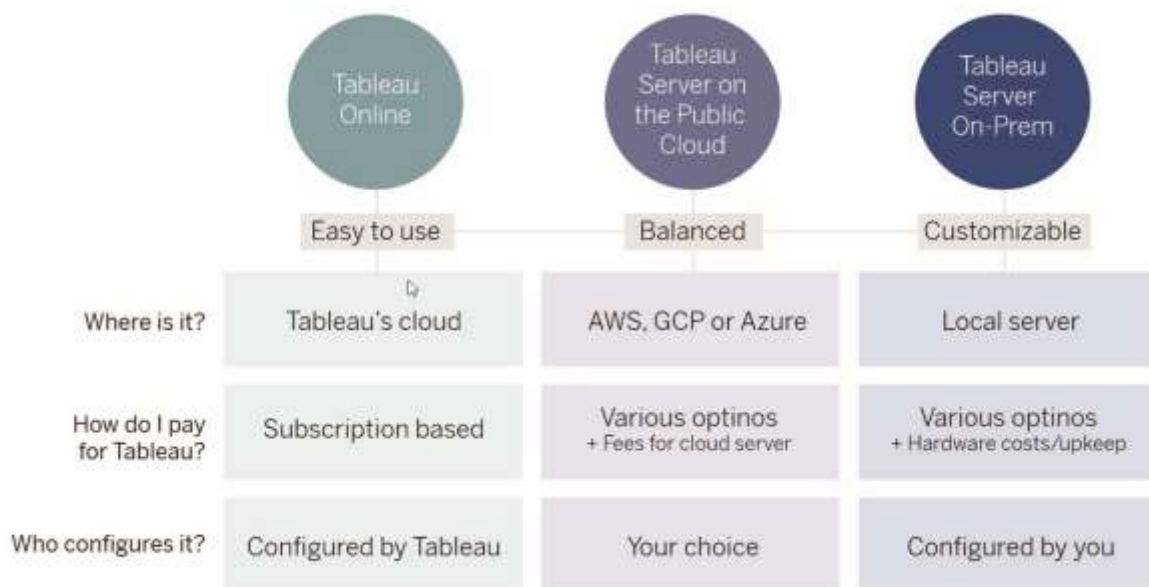 Tableau
Online
Tableau
Server on
the Public
Cloud
Tableau
Server
On-Prem
Easy to use
Balanced
Customizable
Where is it?
Tableau's cloud
AWS, GCP or Azure
Local server
How do I pay
for Tableau?
Subscription based
Various optinos
+ Fees for cloud server
Various optinos
+ Hardware costs/upkeep
Who configures it?
Configured by Tableau
Your choice
Configured by you